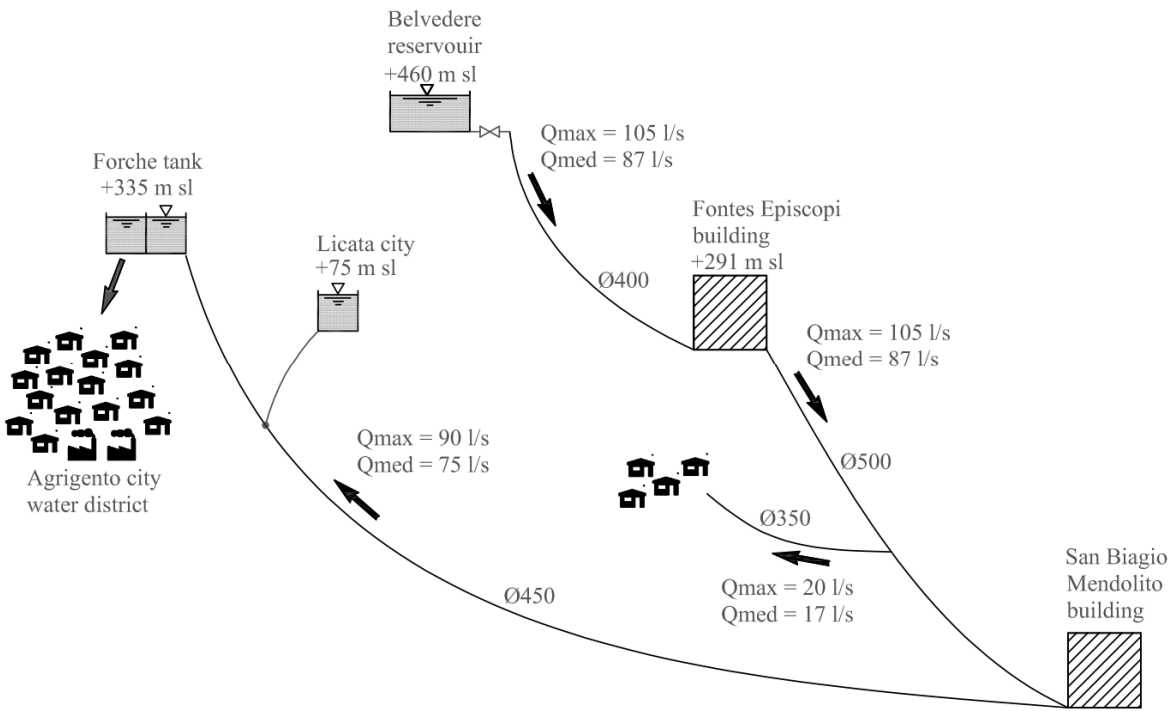 Belvedere
reservouir
+460 m sl
Qmax = 105 l/s
Qmed = 87 l/s
Forche tank
+335 m sl
Licata city
+75 m sl
Fontes Episcopi
building
+291 m sl
Ø400
Qmax = 105 l/s
Qmed = 87 l/s
Agrigento city
water district
Qmax = 90 l/s
Qmed = 75 l/s
Ø500
Ø350
Qmax = 20 l/s
Qmed = 17 l/s
Ø450
San Biagio
Mendolito
building